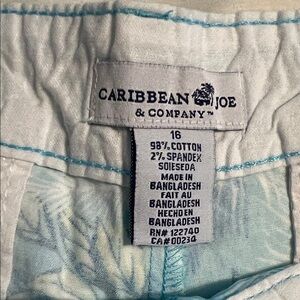 CARIBBEAN JOE
& COMPANY™
16
98% COTTON
2% SPANDEX
SOIESEDA
MADE IN
BANGLADESH
FAIT AU
BANGLADESH
HECHO EN
BANGLADESH
RN# 122740
CA# 00234